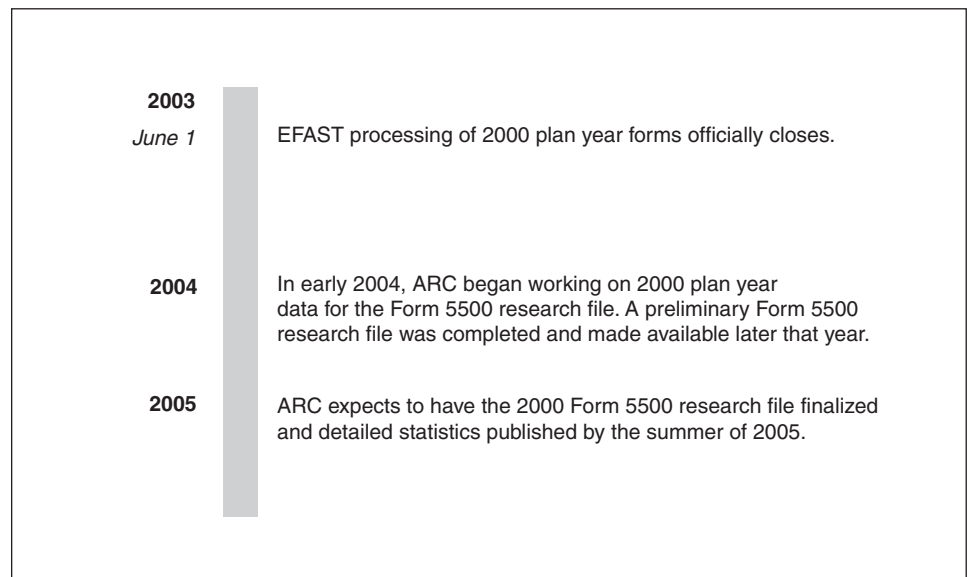 2003
June 1
EFAST processing of 2000 plan year forms officially closes.
2004
In early 2004, ARC began working on 2000 plan year
data for the Form 5500 research file. A preliminary Form 5500
research file was completed and made available later that year.
2005
ARC expects to have the 2000 Form 5500 research file finalized
and detailed statistics published by the summer of 2005.